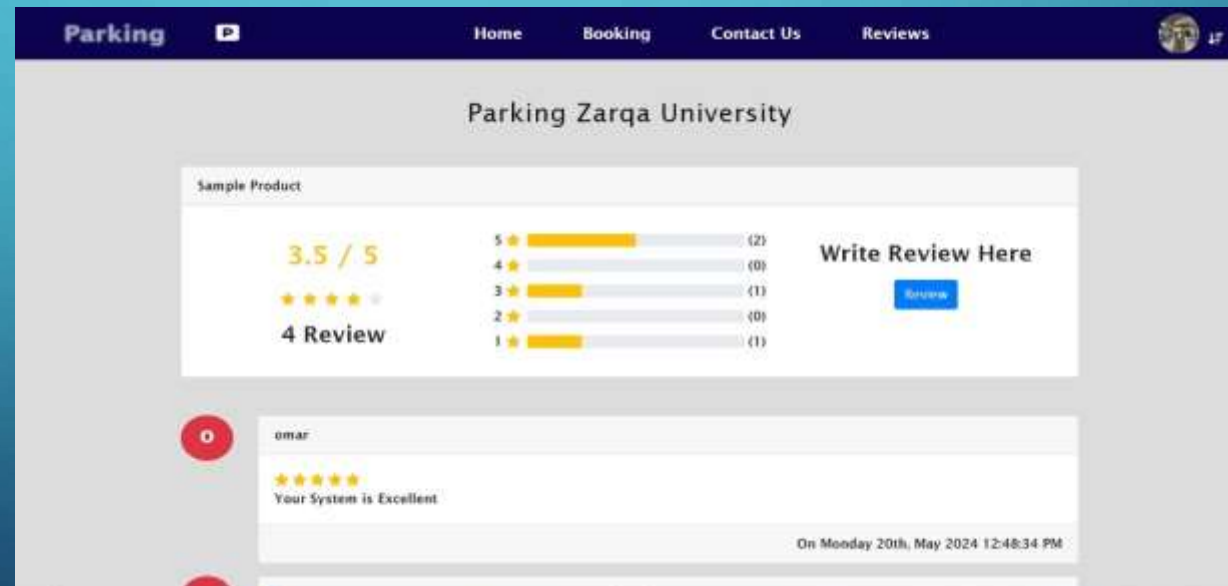 Parking P Home Booking Contact Us Reviews
Parking Zarqa University
Sample Product
3.5 / 5
4 Review
5 (2)
4 (0)
3 (1)
2 (0)
1 (1)
Write Review Here
Review
O
omar
Your System is Excellent
On Monday 20th, May 2024 12:48:34 PM